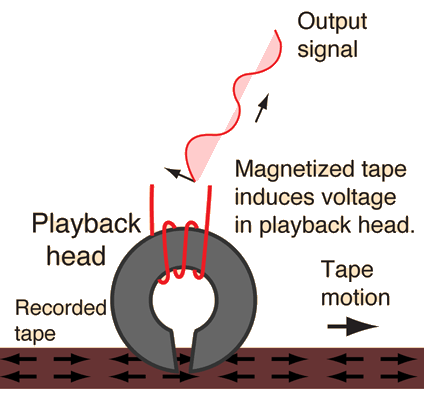 Output
signal
Magnetized tape
induces voltage
in playback head.
Playback
head
Tape
motion
Recorded
tape